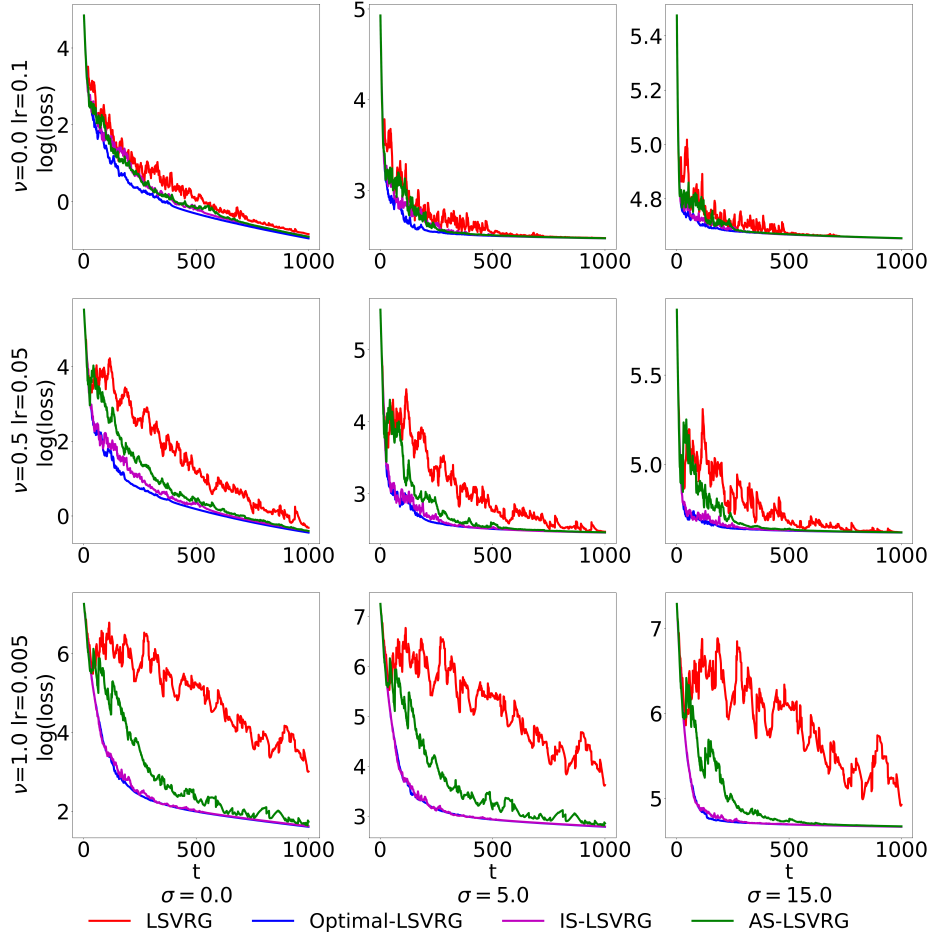 ν=0.0 lr=0.1
log(loss)
4
2
0
0 500 1000
5
4
3
0 500 1000
5.4
5.2
5.0
4.8
0 500 1000
ν=0.5 lr=0.05
log(loss)
4
2
0
0 500 1000
5
4
3
0 500 1000
5.5
5.0
0 500 1000
ν=1.0 lr=0.005
log(loss)
6
4
2
0 500 1000
t
σ = 0.0
7
6
5
4
3
0 500 1000
t
σ = 5.0
7
6
5
0 500 1000
t
σ = 15.0
LSVRG Optimal-LSVRG IS-LSVRG AS-LSVRG